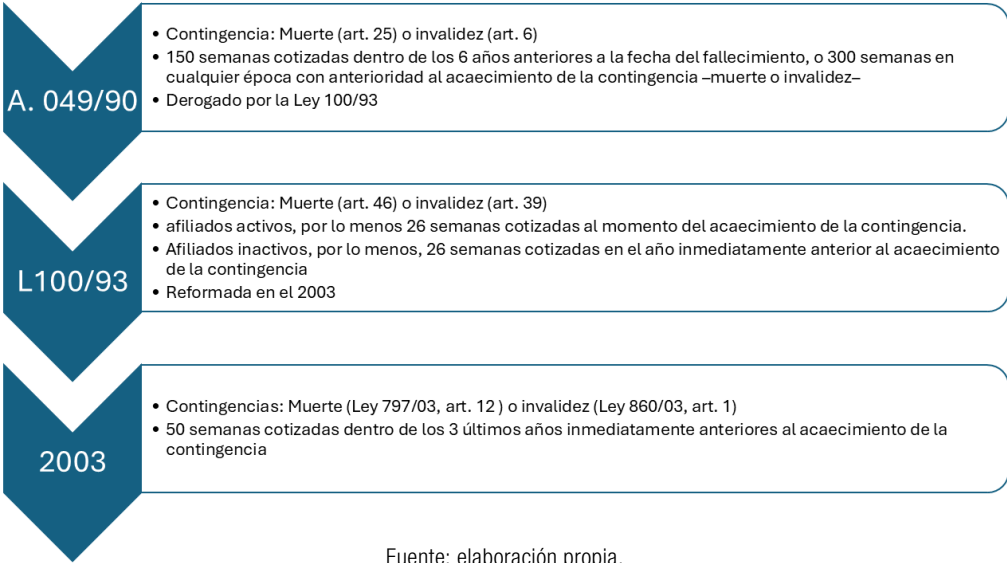 A. 049/90
• Contingencia: Muerte (art. 25) o invalidez (art. 6)
• 150 semanas cotizadas dentro de los 6 años anteriores a la fecha del fallecimiento, o 300 semanas en
cualquier época con anterioridad al acaecimiento de la contingencia –muerte o invalidez–
• Derogado por la Ley 100/93
L100/93
• Contingencia: Muerte (art. 46) o invalidez (art. 39)
• afiliados activos, por lo menos 26 semanas cotizadas al momento del acaecimiento de la contingencia.
• Afiliados inactivos, por lo menos, 26 semanas cotizadas en el año inmediatamente anterior al acaecimiento
de la contingencia
• Reformada en el 2003
2003
• Contingencias: Muerte (Ley 797/03, art. 12 ) o invalidez (Ley 860/03, art. 1)
• 50 semanas cotizadas dentro de los 3 últimos años inmediatamente anteriores al acaecimiento de la
contingencia
Fuente: elaboración propia.